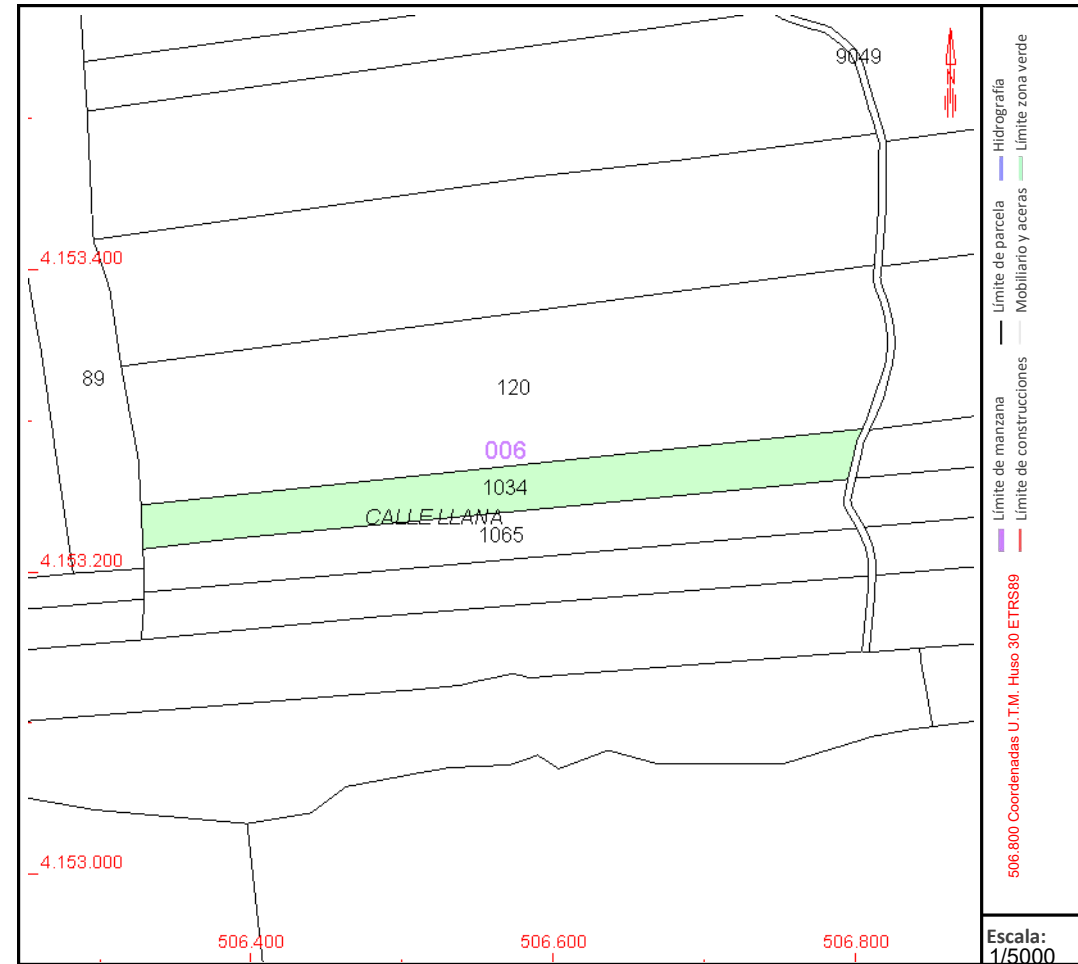 9049
N
4.153.400
89
120
006
1034
CALLE LLANA
1065
4.153.200
4.153.000
506.400
506.600
506.800
Hidrografía
Límite zona verde
Límite de parcela
Mobiliario y aceras
Límite de manzana
Límite de construcciones
506.800 Coordenadas U.T.M. Huso 30 ETRS89
Escala:
1/5000